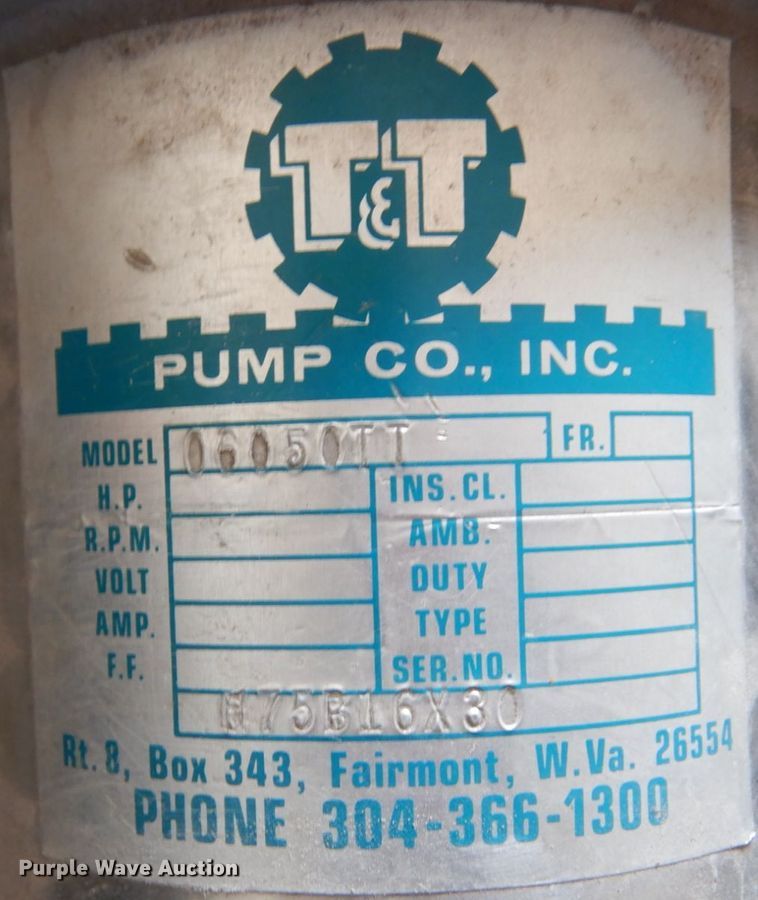 T&T
PUMP CO., INC.
MODEL 06050TT FR.
H.P. INS.CL.
R.P.M. AMB.
VOLT DUTY
AMP. TYPE
F.F. SER.NO.
M75B16X30
Rt. 8, Box 343, Fairmont, W.Va. 26554
PHONE 304-366-1300
Purple Wave Auction